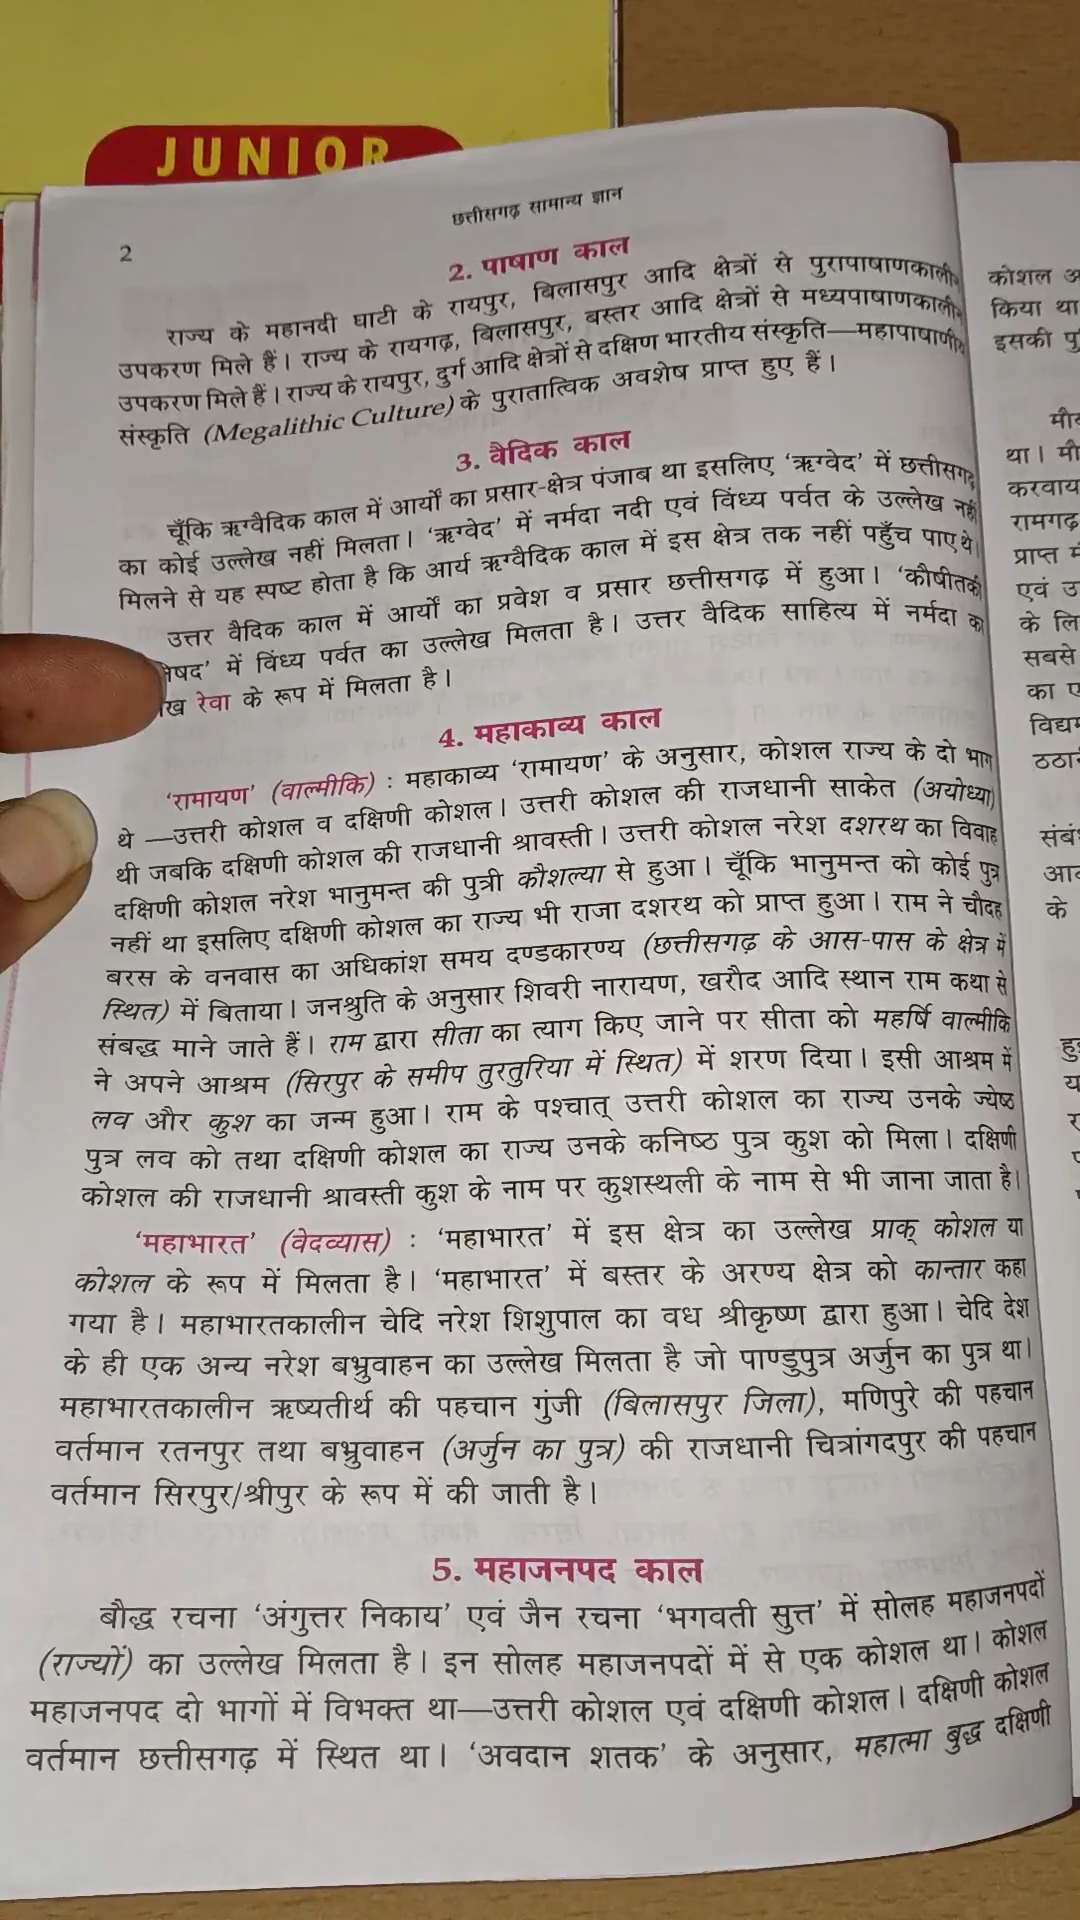 JUNIOR
छत्तीसगढ़ सामान्य ज्ञान
2
2. पाषाण काल
राज्य के महानदी घाटी के रायपुर, बिलासपुर आदि क्षेत्रों से पुरापाषाणकालीन
उपकरण मिले हैं। राज्य के रायगढ़, बिलासपुर, बस्तर आदि क्षेत्रों से मध्यपाषाणकालीन
उपकरण मिले हैं। राज्य के रायपुर, दुर्ग आदि क्षेत्रों से दक्षिण भारतीय संस्कृति—महापाषाणीय
संस्कृति (Megalithic Culture) के पुरातात्विक अवशेष प्राप्त हुए हैं।
3. वैदिक काल
चूँकि ऋग्वैदिक काल में आर्यों का प्रसार-क्षेत्र पंजाब था इसलिए ‘ऋग्वेद’ में छत्तीसगढ़
का कोई उल्लेख नहीं मिलता। ‘ऋग्वेद’ में नर्मदा नदी एवं विंध्य पर्वत के उल्लेख नहीं
मिलने से यह स्पष्ट होता है कि आर्य ऋग्वैदिक काल में इस क्षेत्र तक नहीं पहुँच पाए थे।
उत्तर वैदिक काल में आर्यों का प्रवेश व प्रसार छत्तीसगढ़ में हुआ। ‘कौषीतकी
षद’ में विंध्य पर्वत का उल्लेख मिलता है। उत्तर वैदिक साहित्य में नर्मदा का
ख रेवा के रूप में मिलता है।
4. महाकाव्य काल
‘रामायण’ (वाल्मीकि) : महाकाव्य ‘रामायण’ के अनुसार, कोशल राज्य के दो भाग
थे —उत्तरी कोशल व दक्षिणी कोशल। उत्तरी कोशल की राजधानी साकेत (अयोध्या)
थी जबकि दक्षिणी कोशल की राजधानी श्रावस्ती। उत्तरी कोशल नरेश दशरथ का विवाह
दक्षिणी कोशल नरेश भानुमन्त की पुत्री कौशल्या से हुआ। चूँकि भानुमन्त को कोई पुत्र
नहीं था इसलिए दक्षिणी कोशल का राज्य भी राजा दशरथ को प्राप्त हुआ। राम ने चौदह
बरस के वनवास का अधिकांश समय दण्डकारण्य (छत्तीसगढ़ के आस-पास के क्षेत्र में
स्थित) में बिताया। जनश्रुति के अनुसार शिवरी नारायण, खरौद आदि स्थान राम कथा से
संबद्ध माने जाते हैं। राम द्वारा सीता का त्याग किए जाने पर सीता को महर्षि वाल्मीकि
ने अपने आश्रम (सिरपुर के समीप तुरतुरिया में स्थित) में शरण दिया। इसी आश्रम में
लव और कुश का जन्म हुआ। राम के पश्चात् उत्तरी कोशल का राज्य उनके ज्येष्ठ
पुत्र लव को तथा दक्षिणी कोशल का राज्य उनके कनिष्ठ पुत्र कुश को मिला। दक्षिणी
कोशल की राजधानी श्रावस्ती कुश के नाम पर कुशस्थली के नाम से भी जाना जाता है।
‘महाभारत’ (वेदव्यास) : ‘महाभारत’ में इस क्षेत्र का उल्लेख प्राक् कोशल या
कोशल के रूप में मिलता है। ‘महाभारत’ में बस्तर के अरण्य क्षेत्र को कान्तार कहा
गया है। महाभारतकालीन चेदि नरेश शिशुपाल का वध श्रीकृष्ण द्वारा हुआ। चेदि देश
के ही एक अन्य नरेश बभ्रुवाहन का उल्लेख मिलता है जो पाण्डुपुत्र अर्जुन का पुत्र था।
महाभारतकालीन ऋष्यतीर्थ की पहचान गुंजी (बिलासपुर जिला), मणिपुरे की पहचान
वर्तमान रतनपुर तथा बभ्रुवाहन (अर्जुन का पुत्र) की राजधानी चित्रांगदपुर की पहचान
वर्तमान सिरपुर/श्रीपुर के रूप में की जाती है।
5. महाजनपद काल
बौद्ध रचना ‘अंगुत्तर निकाय’ एवं जैन रचना ‘भगवती सुत्त’ में सोलह महाजनपदों
(राज्यों) का उल्लेख मिलता है। इन सोलह महाजनपदों में से एक कोशल था। कोशल
महाजनपद दो भागों में विभक्त था—उत्तरी कोशल एवं दक्षिणी कोशल। दक्षिणी कोशल
वर्तमान छत्तीसगढ़ में स्थित था। ‘अवदान शतक’ के अनुसार, महात्मा बुद्ध दक्षिणी
कोशल
किया था
इसकी
था।
करवाय
रामगढ़
प्राप्त
एवं
के लि
सबसे
का
विद्यम
के